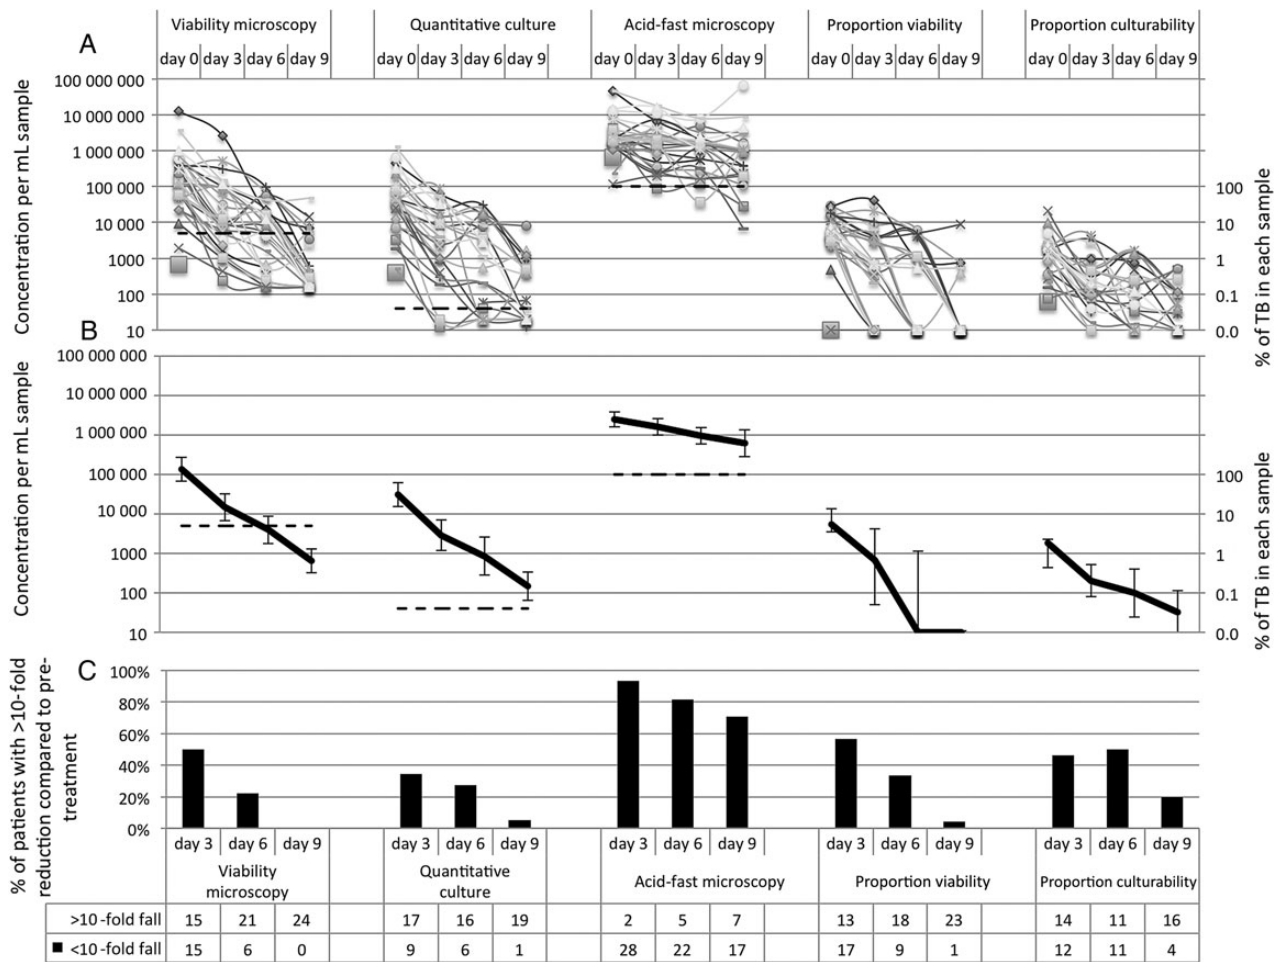 A
Viability microscopy Quantitative culture Acid-fast microscopy Proportion viability Proportion culturability
day 0 day 3 day 6 day 9 day 0 day 3 day 6 day 9 day 0 day 3 day 6 day 9 day 0 day 3 day 6 day 9 day 0 day 3 day 6 day 9
Concentration per mL sample
100 000 000
10 000 000
1 000 000
100 000 100
10 000 10
1000 1
100 0.1
10 0.0
% of TB in each sample
B
Concentration per mL sample
100 000 000
10 000 000
1 000 000
100 000 100
10 000 10
1000 1
100 0.1
10 0.0
% of TB in each sample
C
% of patients with >10-fold
reduction compared to pre-
treatment
100%
80%
60%
40%
20%
0%
day 3 day 6 day 9 day 3 day 6 day 9 day 3 day 6 day 9 day 3 day 6 day 9 day 3 day 6 day 9
Viability
microscopy
Quantitative
culture
Acid-fast microscopy
Proportion viability
Proportion culturability
>10-fold fall 15 21 24 17 16 19 2 5 7 13 18 23 14 11 16
<10-fold fall 15 6 0 9 6 1 28 22 17 17 9 1 12 11 4